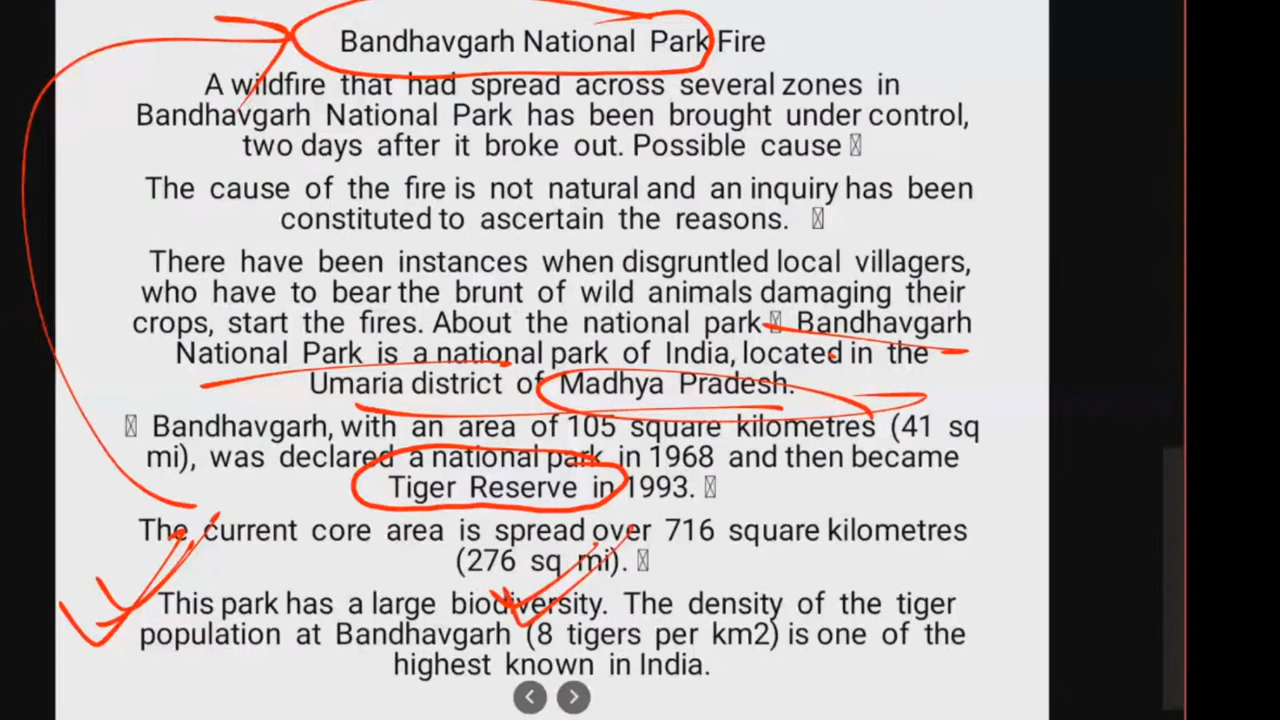 Bandhavgarh National Park Fire
A wildfire that had spread across several zones in
Bandhavgarh National Park has been brought under control,
two days after it broke out. Possible cause
The cause of the fire is not natural and an inquiry has been
constituted to ascertain the reasons.
There have been instances when disgruntled local villagers,
who have to bear the brunt of wild animals damaging their
crops, start the fires. About the national park Bandhavgarh
National Park is a national park of India, located in the
Umaria district of Madhya Pradesh.
Bandhavgarh, with an area of 105 square kilometres (41 sq
mi), was declared a national park in 1968 and then became
Tiger Reserve in 1993.
The current core area is spread over 716 square kilometres
(276 sq mi).
This park has a large biodiversity. The density of the tiger
population at Bandhavgarh (8 tigers per km2) is one of the
highest known in India.